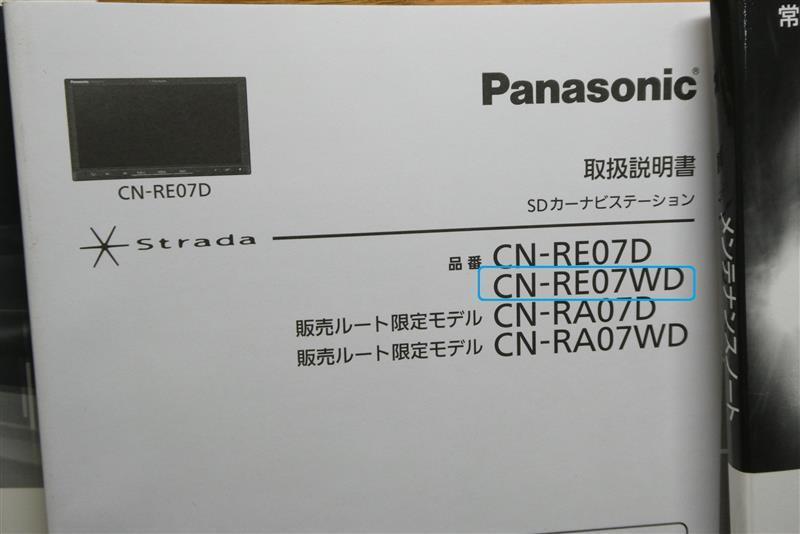 Panasonic
CN-RE07D
Panasonic®
取扱説明書
SDカーナビステーション
Strada
品番 CN-RE07D
CN-RE07WD
販売ルート限定モデル CN-RA07D
販売ルート限定モデル CN-RA07WD
常
メンテナンスノート